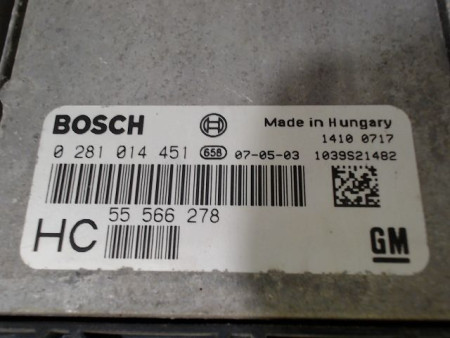 BOSCH
Made in Hungary
1410 0717
0 281 014 451 658 07-05-03 1039S21482
55 566 278
HC
GM